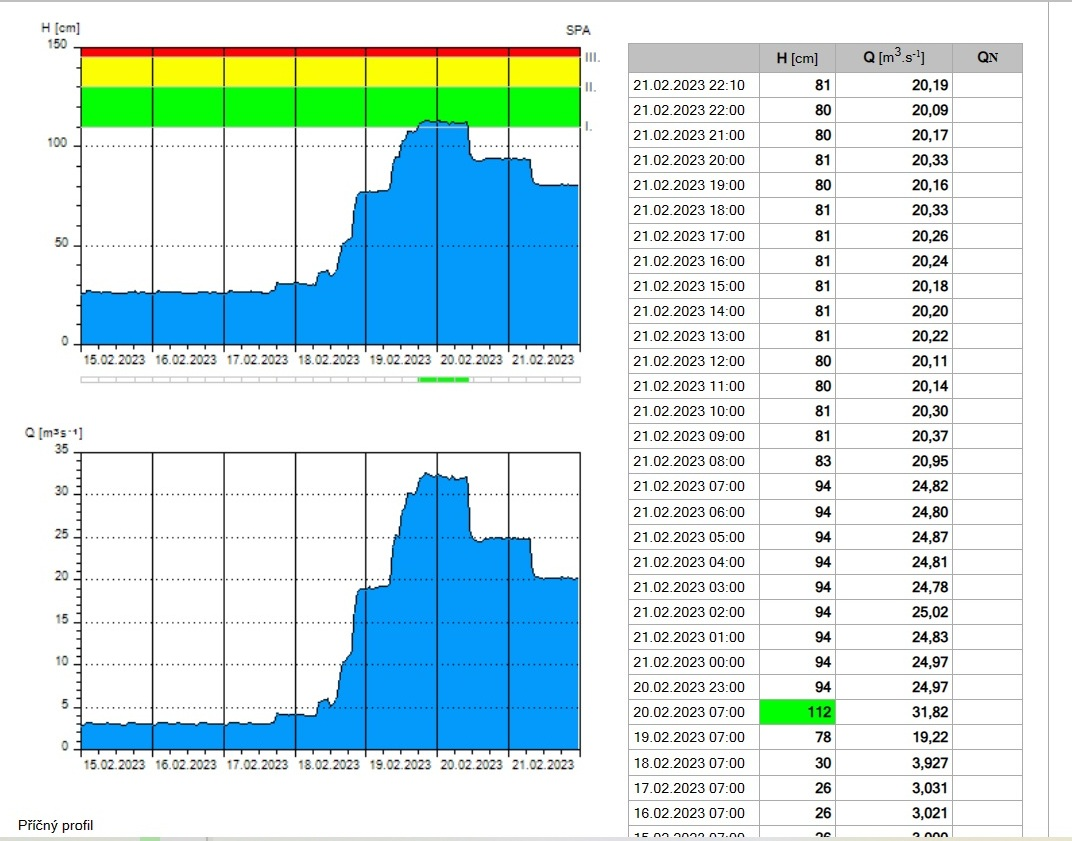 H [cm]
SPA
150
III.
II.
I.
100
50
0
15.02.2023 16.02.2023 17.02.2023 18.02.2023 19.02.2023 20.02.2023 21.02.2023
Q [m³s⁻¹]
35
30
25
20
15
10
5
0
15.02.2023 16.02.2023 17.02.2023 18.02.2023 19.02.2023 20.02.2023 21.02.2023
Příčný profil
H [cm] Q [m³.s⁻¹] QN
21.02.2023 22:10 81 20,19
21.02.2023 22:00 80 20,09
21.02.2023 21:00 80 20,17
21.02.2023 20:00 81 20,33
21.02.2023 19:00 80 20,16
21.02.2023 18:00 81 20,33
21.02.2023 17:00 81 20,26
21.02.2023 16:00 81 20,24
21.02.2023 15:00 81 20,18
21.02.2023 14:00 81 20,20
21.02.2023 13:00 81 20,22
21.02.2023 12:00 80 20,11
21.02.2023 11:00 80 20,14
21.02.2023 10:00 81 20,30
21.02.2023 09:00 81 20,37
21.02.2023 08:00 83 20,95
21.02.2023 07:00 94 24,82
21.02.2023 06:00 94 24,80
21.02.2023 05:00 94 24,87
21.02.2023 04:00 94 24,81
21.02.2023 03:00 94 24,78
21.02.2023 02:00 94 25,02
21.02.2023 01:00 94 24,83
21.02.2023 00:00 94 24,97
20.02.2023 23:00 94 24,97
20.02.2023 07:00 112 31,82
19.02.2023 07:00 78 19,22
18.02.2023 07:00 30 3,927
17.02.2023 07:00 26 3,031
16.02.2023 07:00 26 3,021
15.02.2023 07:00 26 3,000